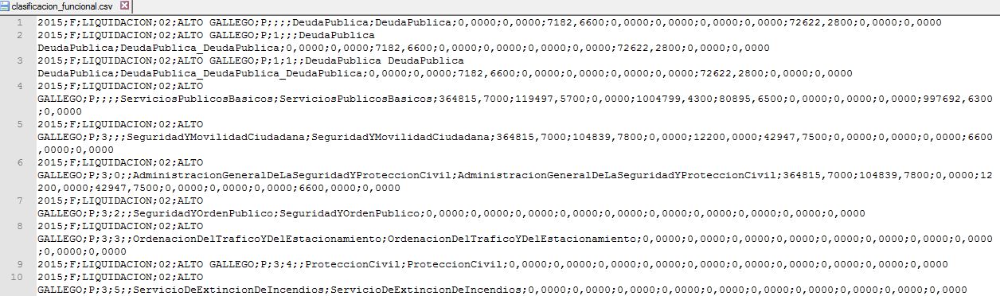 clasificacion_funcional.csv
1 2015;F;LIQUIDACION;02;ALTO GALLEGO;P;;;;DeudaPublica;DeudaPublica;0,0000;0,0000;7182,6600;0,0000;0,0000;0,0000;0,0000;72622,2800;0,0000;0,0000
2 2015;F;LIQUIDACION;02;ALTO GALLEGO;P;1;;;DeudaPublica
DeudaPublica;DeudaPublica_DeudaPublica;0,0000;0,0000;7182,6600;0,0000;0,0000;0,0000;0,0000;72622,2800;0,0000;0,0000
3 2015;F;LIQUIDACION;02;ALTO GALLEGO;P;1;1;;DeudaPublica DeudaPublica
DeudaPublica;DeudaPublica_DeudaPublica_DeudaPublica;0,0000;0,0000;7182,6600;0,0000;0,0000;0,0000;0,0000;72622,2800;0,0000;0,0000
4 2015;F;LIQUIDACION;02;ALTO
GALLEGO;P;;;;ServiciosPublicosBasicos;ServiciosPublicosBasicos;364815,7000;119497,5700;0,0000;1004799,4300;80895,6500;0,0000;0,0000;0,0000;997692,6300
;0,0000
5 2015;F;LIQUIDACION;02;ALTO
GALLEGO;P;3;;;SeguridadYMovilidadCiudadana;SeguridadYMovilidadCiudadana;364815,7000;104839,7800;0,0000;12200,0000;42947,7500;0,0000;0,0000;0,0000;6600
,0000;0,0000
6 2015;F;LIQUIDACION;02;ALTO
GALLEGO;P;3;0;;AdministracionGeneralDeLaSeguridadYProteccionCivil;AdministracionGeneralDeLaSeguridadYProteccionCivil;364815,7000;104839,7800;0,0000;12
200,0000;42947,7500;0,0000;0,0000;0,0000;6600,0000;0,0000
7 2015;F;LIQUIDACION;02;ALTO
GALLEGO;P;3;2;;SeguridadYOrdenPublico;SeguridadYOrdenPublico;0,0000;0,0000;0,0000;0,0000;0,0000;0,0000;0,0000;0,0000;0,0000;0,0000
8 2015;F;LIQUIDACION;02;ALTO
GALLEGO;P;3;3;;OrdenacionDelTraficoYDelEstacionamiento;OrdenacionDelTraficoYDelEstacionamiento;0,0000;0,0000;0,0000;0,0000;0,0000;0,0000;0,0000;0,0000
;0,0000;0,0000
9 2015;F;LIQUIDACION;02;ALTO GALLEGO;P;3;4;;ProteccionCivil;ProteccionCivil;0,0000;0,0000;0,0000;0,0000;0,0000;0,0000;0,0000;0,0000;0,0000;0,0000
10 2015;F;LIQUIDACION;02;ALTO
GALLEGO;P;3;5;;ServicioDeExtincionDeIncendios;ServicioDeExtincionDeIncendios;0,0000;0,0000;0,0000;0,0000;0,0000;0,0000;0,0000;0,0000;0,0000;0,0000